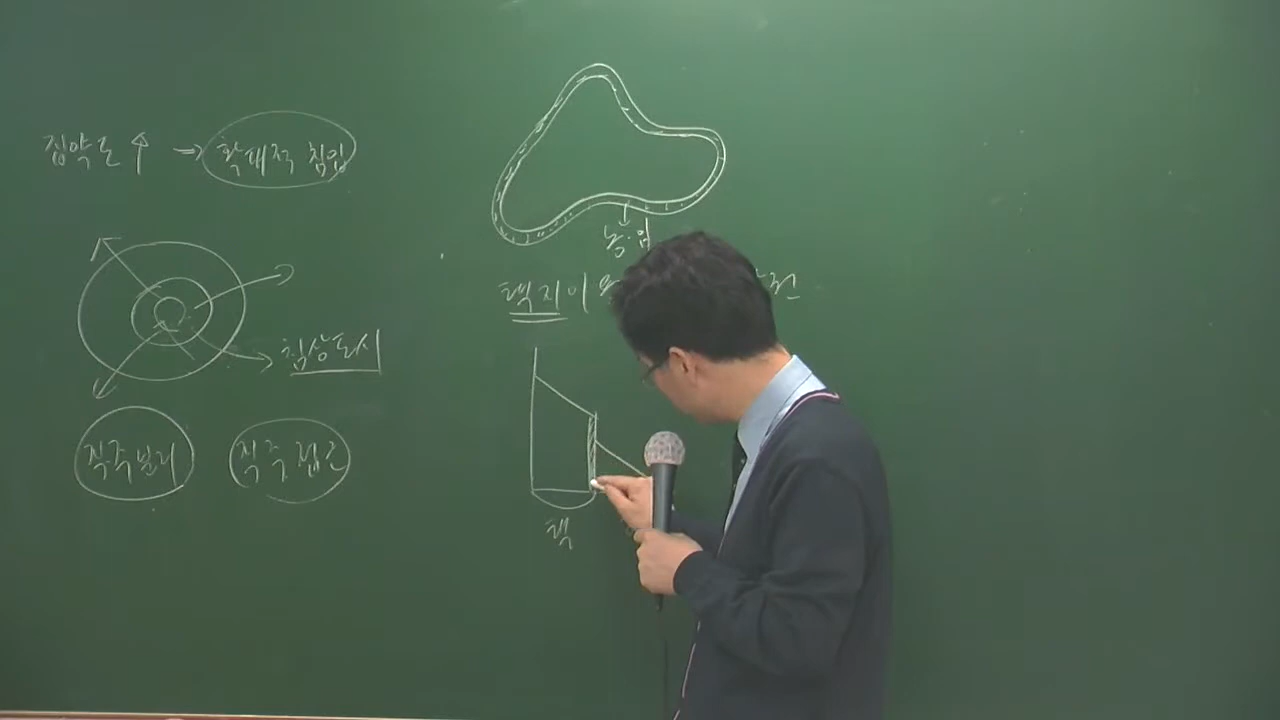 집약도↑ → 확대적 침입
침상도시
직주분리
직주접근
농·업
택지이용
택